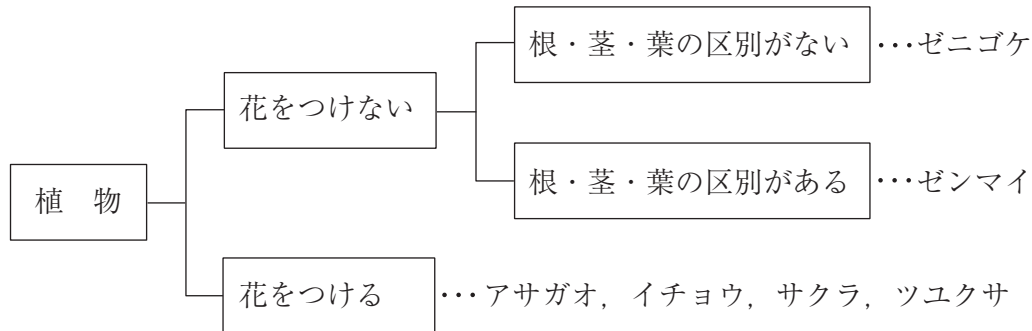 根・茎・葉の区別がない ･･･ゼニゴケ
花をつけない
根・茎・葉の区別がある ･･･ゼンマイ
植　物
花をつける ･･･アサガオ，イチョウ，サクラ，ツユクサ